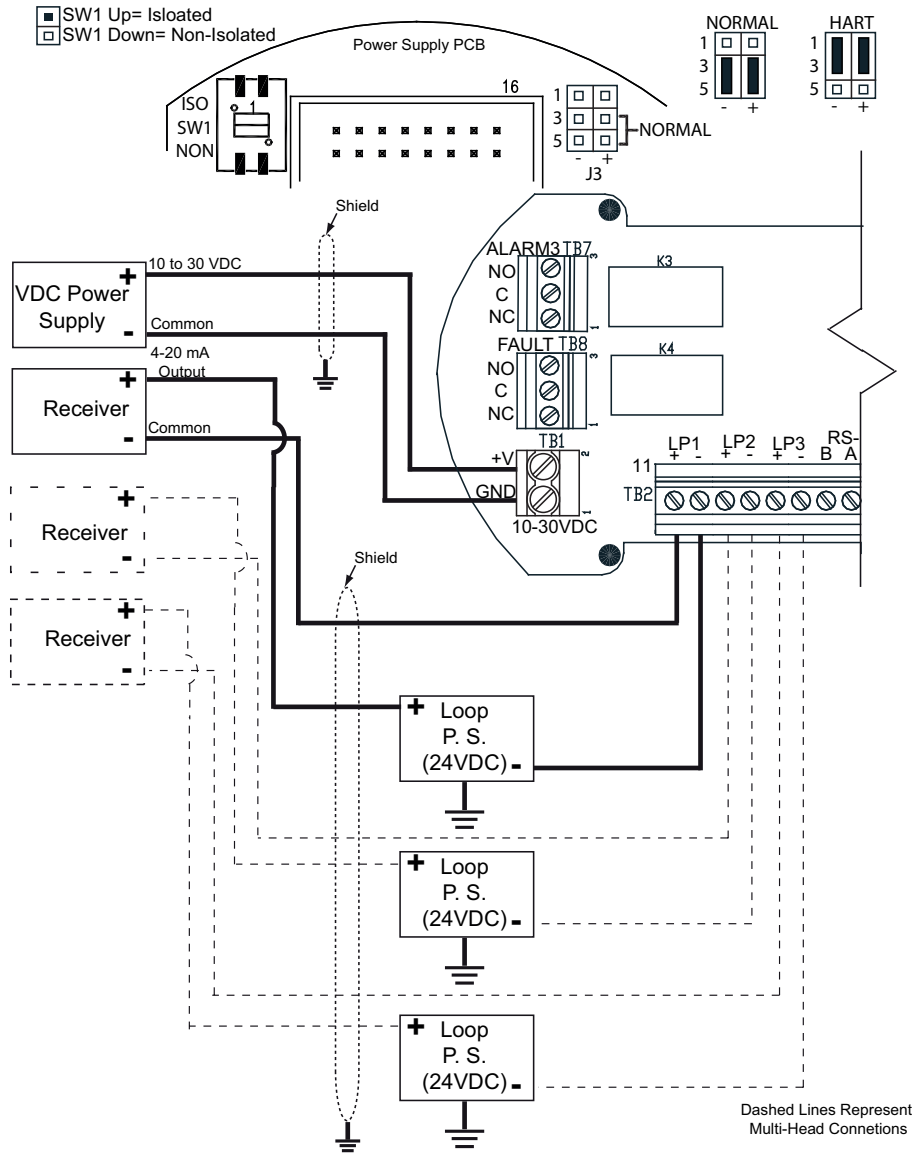 SW1 Up= Isloated
SW1 Down= Non-Isolated
Power Supply PCB
NORMAL
1
3
5
- +
HART
1
3
5
- +
ISO
SW1
NON
1
16
1
3
5
- +
J3
NORMAL
Shield
VDC Power
Supply
+
-
10 to 30 VDC
Common
4-20 mA
Output
Receiver
+
-
Common
Receiver
+
-
Receiver
+
-
ALARM3 TB7
NO
C
NC
3
1
K3
FAULT TB8
NO
C
NC
3
1
K4
TB1
+V
GND
2
1
10-30VDC
LP1 LP2 LP3 RS-
+ - + - + - B A
11
TB2
Shield
+ Loop
P. S.
(24VDC) -
+ Loop
P. S.
(24VDC) -
+ Loop
P. S.
(24VDC) -
Dashed Lines Represent
Multi-Head Connetions